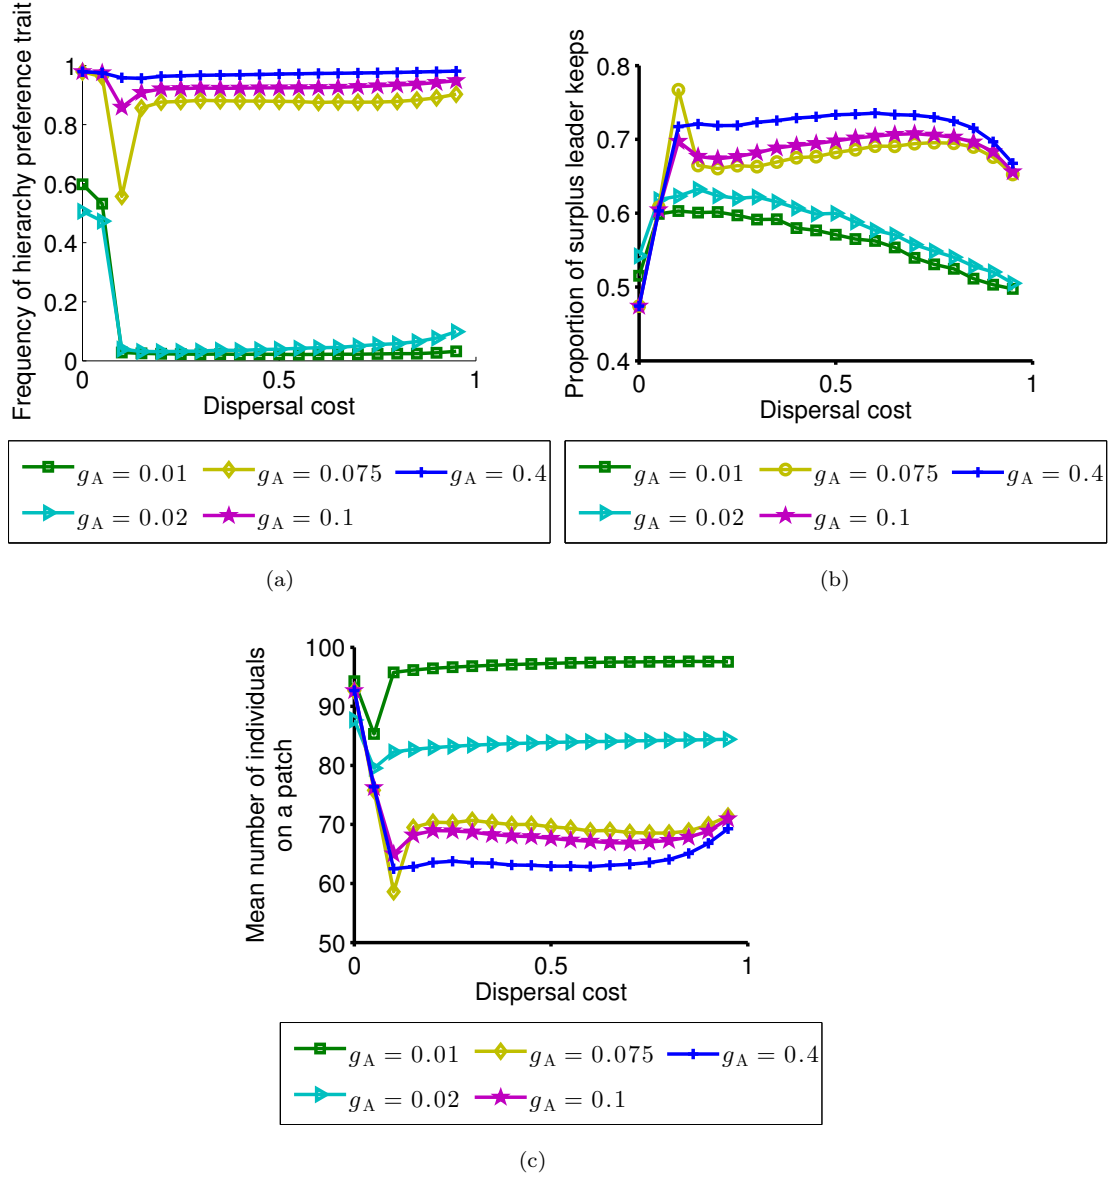 Frequency of hierarchy preference trait
1
0.8
0.6
0.4
0.2
0
0 0.5 1
Dispersal cost
g_A = 0.01 g_A = 0.075 g_A = 0.4
g_A = 0.02 g_A = 0.1
(a)
Proportion of surplus leader keeps
0.8
0.7
0.6
0.5
0.4
0 0.5 1
Dispersal cost
g_A = 0.01 g_A = 0.075 g_A = 0.4
g_A = 0.02 g_A = 0.1
(b)
Mean number of individuals
on a patch
100
90
80
70
60
50
0 0.5 1
Dispersal cost
g_A = 0.01 g_A = 0.075 g_A = 0.4
g_A = 0.02 g_A = 0.1
(c)